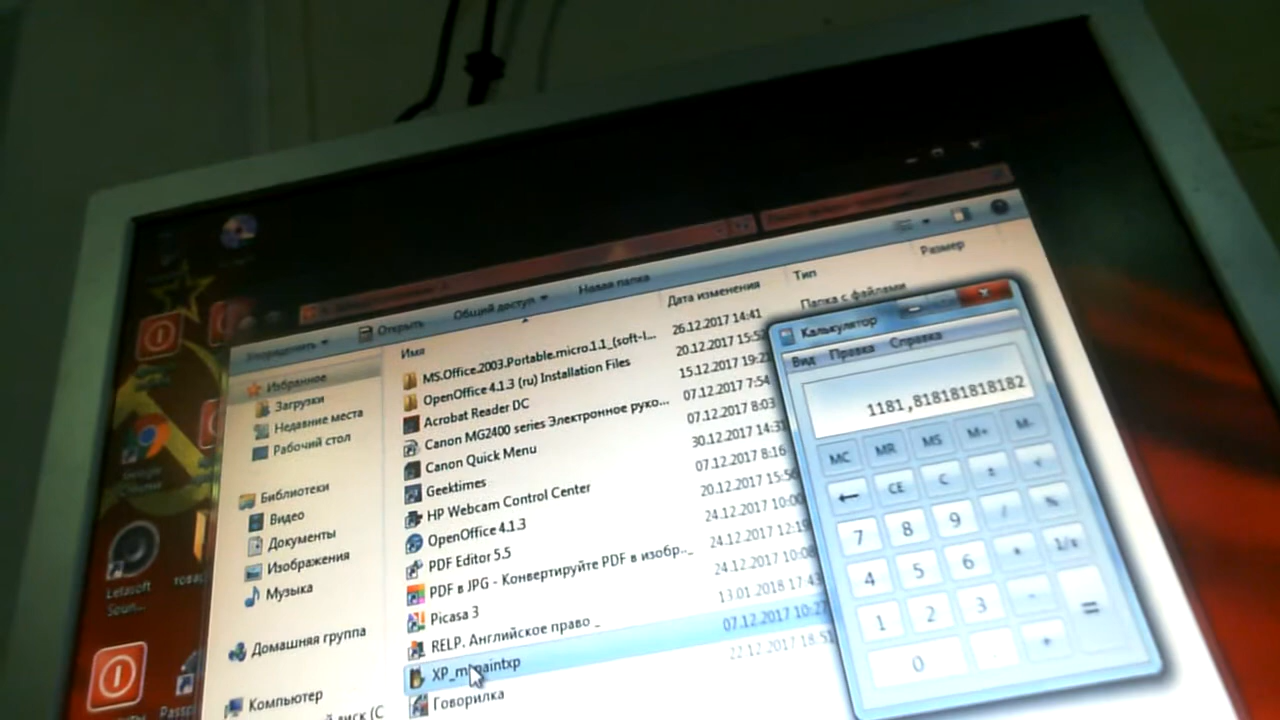 Открыть
Общий доступ
Новая папка
Избранное
Загрузки
Недавние места
Рабочий стол
Библиотеки
Видео
Документы
Изображения
Музыка
Домашняя группа
Компьютер
диск (C
Имя
Дата изменения
Тип
Размер
26.12.2017 14:41
Папка с файлами
MS.Office.2003.Portable.micro.1.1_(soft-l...
20.12.2017 15:5
OpenOffice 4.1.3 (ru) Installation Files
15.12.2017 19:2
Acrobat Reader DC
07.12.2017 7:54
Canon MG2400 series Электронное руко...
07.12.2017 8:03
Canon Quick Menu
30.12.2017 14:3
Geektimes
07.12.2017 8:16
HP Webcam Control Center
20.12.2017 15:5
OpenOffice 4.1.3
24.12.2017 10:0
PDF Editor 5.5
24.12.2017 12:19
PDF в JPG - Конвертируйте PDF в изобр...
24.12.2017 10:08
Picasa 3
13.01.2018 17:43
RELP. Английское право _
07.12.2017 10:27
22.12.2017 18:51
Говорилка
Калькулятор
Вид Правка Справка
1181,818181818182
MC MR MS M+ M-
← CE C ± √
7 8 9 / %
4 5 6 * 1/x
1 2 3 - =
0 +